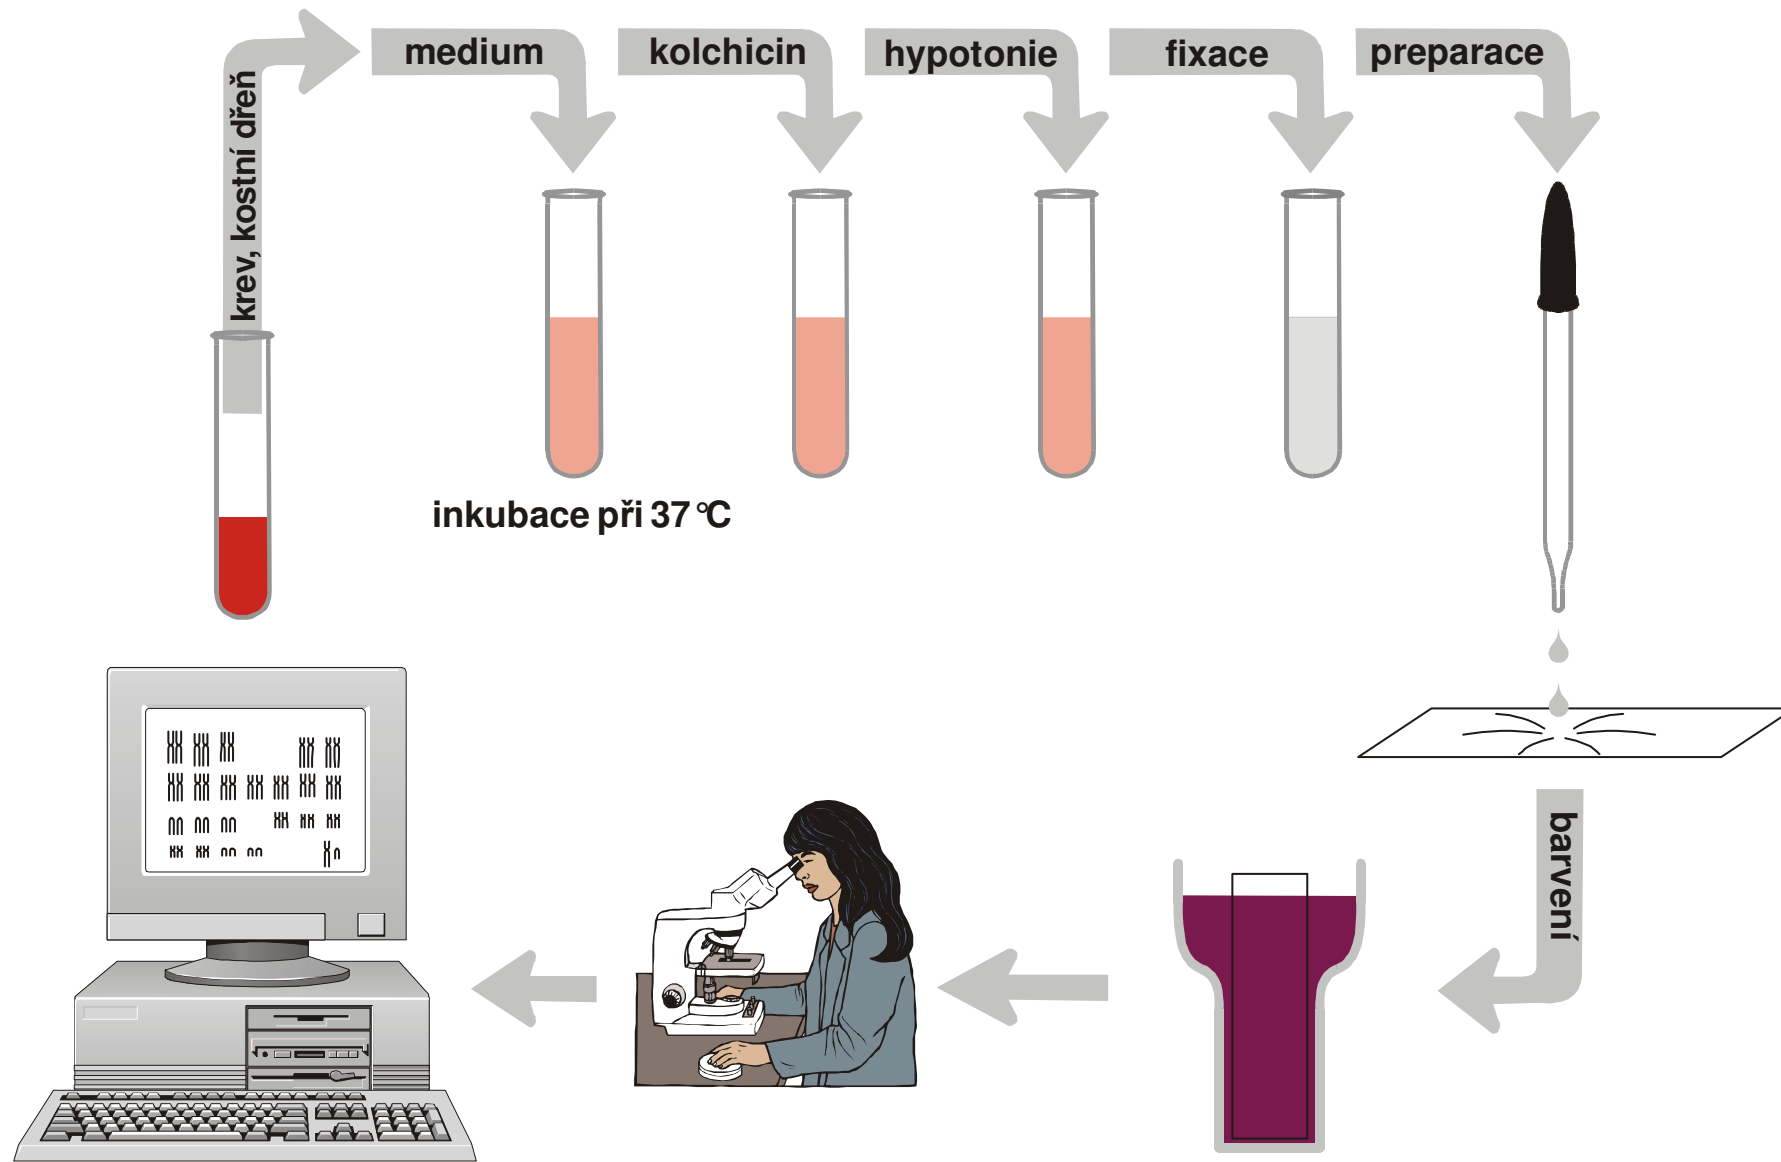 krev, kostní dřeň
medium
kolchicin
hypotonie
fixace
preparace
inkubace při 37 °C
barvení